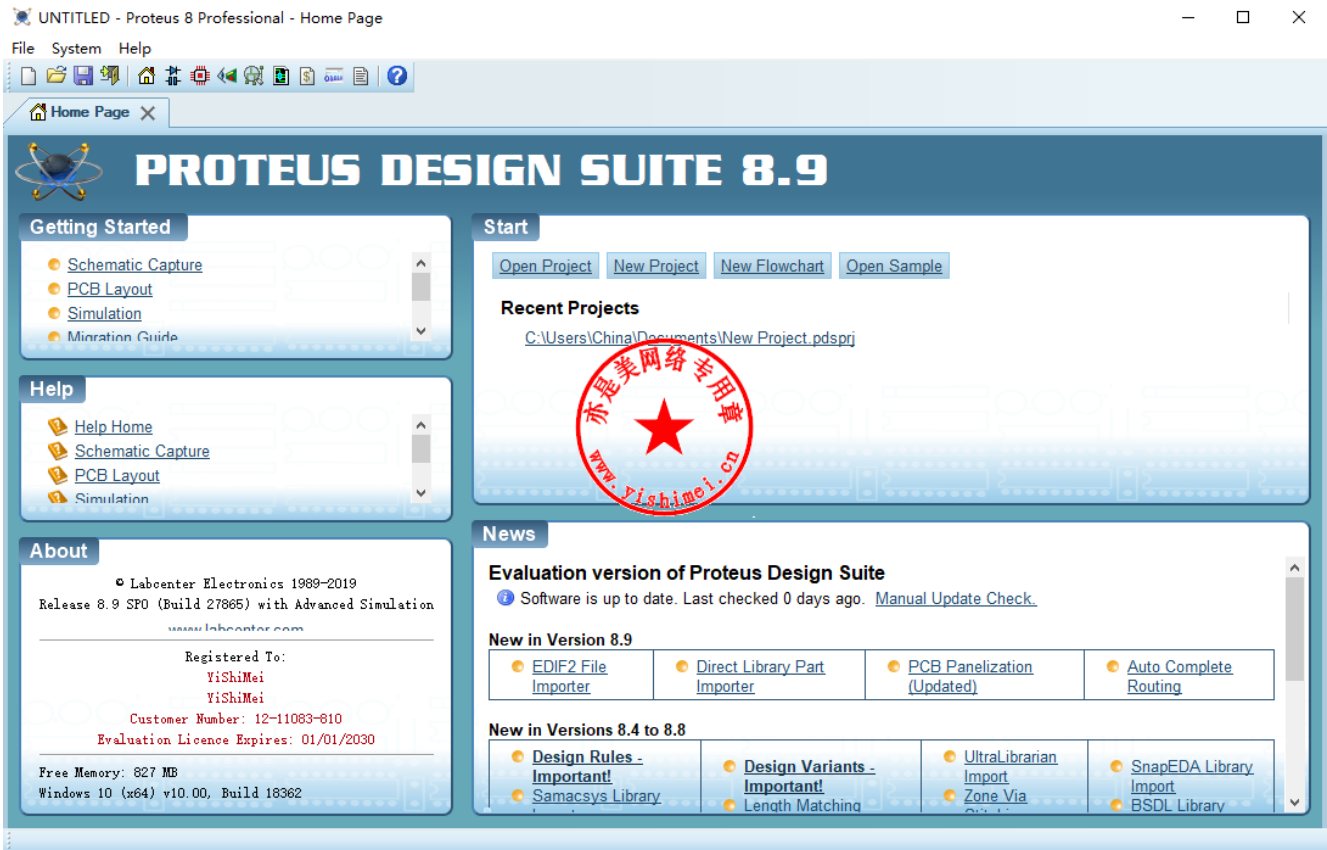 UNTITLED - Proteus 8 Professional - Home Page
File System Help
Home Page
PROTEUS DESIGN SUITE 8.9
Getting Started
Schematic Capture
PCB Layout
Simulation
Migration Guide
Help
Help Home
Schematic Capture
PCB Layout
Simulation
About
© Labcenter Electronics 1989-2019
Release 8.9 SP0 (Build 27865) with Advanced Simulation
www.labcenter.com
Registered To:
YiShiMei
YiShiMei
Customer Number: 12-11083-810
Evaluation Licence Expires: 01/01/2030
Free Memory: 827 MB
Windows 10 (x64) v10.00, Build 18362
Start
Open Project New Project New Flowchart Open Sample
Recent Projects
C:\Users\China\Documents\New Project.pdsprj
亦是美网络专用章
www.yishimei.cn
News
Evaluation version of Proteus Design Suite
Software is up to date. Last checked 0 days ago. Manual Update Check.
New in Version 8.9
EDIF2 File Importer
Direct Library Part Importer
PCB Panelization (Updated)
Auto Complete Routing
New in Versions 8.4 to 8.8
Design Rules - Important!
Samacsys Library
Design Variants - Important!
Length Matching
UltraLibrarian Import
Zone Via
SnapEDA Library Import
BSDL Library